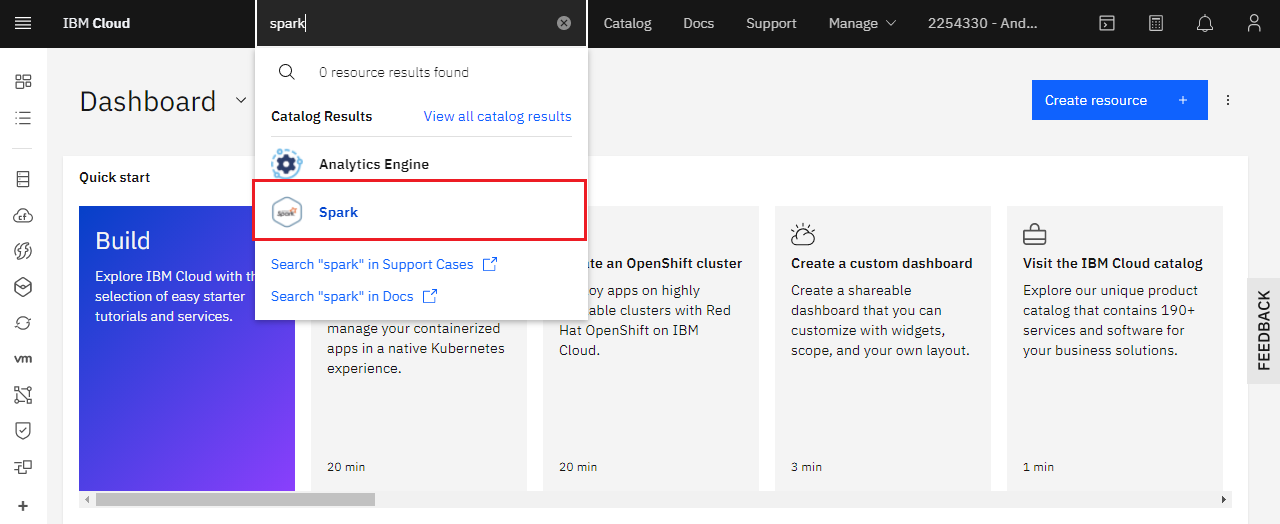 IBM Cloud
spark
Catalog
Docs
Support
Manage
2254330 - And...
0 resource results found
Catalog Results
View all catalog results
Analytics Engine
Spark
Spark
Search "spark" in Support Cases
Search "spark" in Docs
Dashboard
Create resource +
Quick start
Build
Explore IBM Cloud with th
selection of easy starter
tutorials and services.
manage your containerized
apps in a native Kubernetes
experience.
20 min
te an OpenShift cluster
oy apps on highly
able clusters with Red
Hat OpenShift on IBM
Cloud.
20 min
Create a custom dashboard
Create a shareable
dashboard that you can
customize with widgets,
scope, and your own layout.
3 min
Visit the IBM Cloud catalog
Explore our unique product
catalog that contains 190+
services and software for
your business solutions.
1 min
FEEDBACK
cf
vm